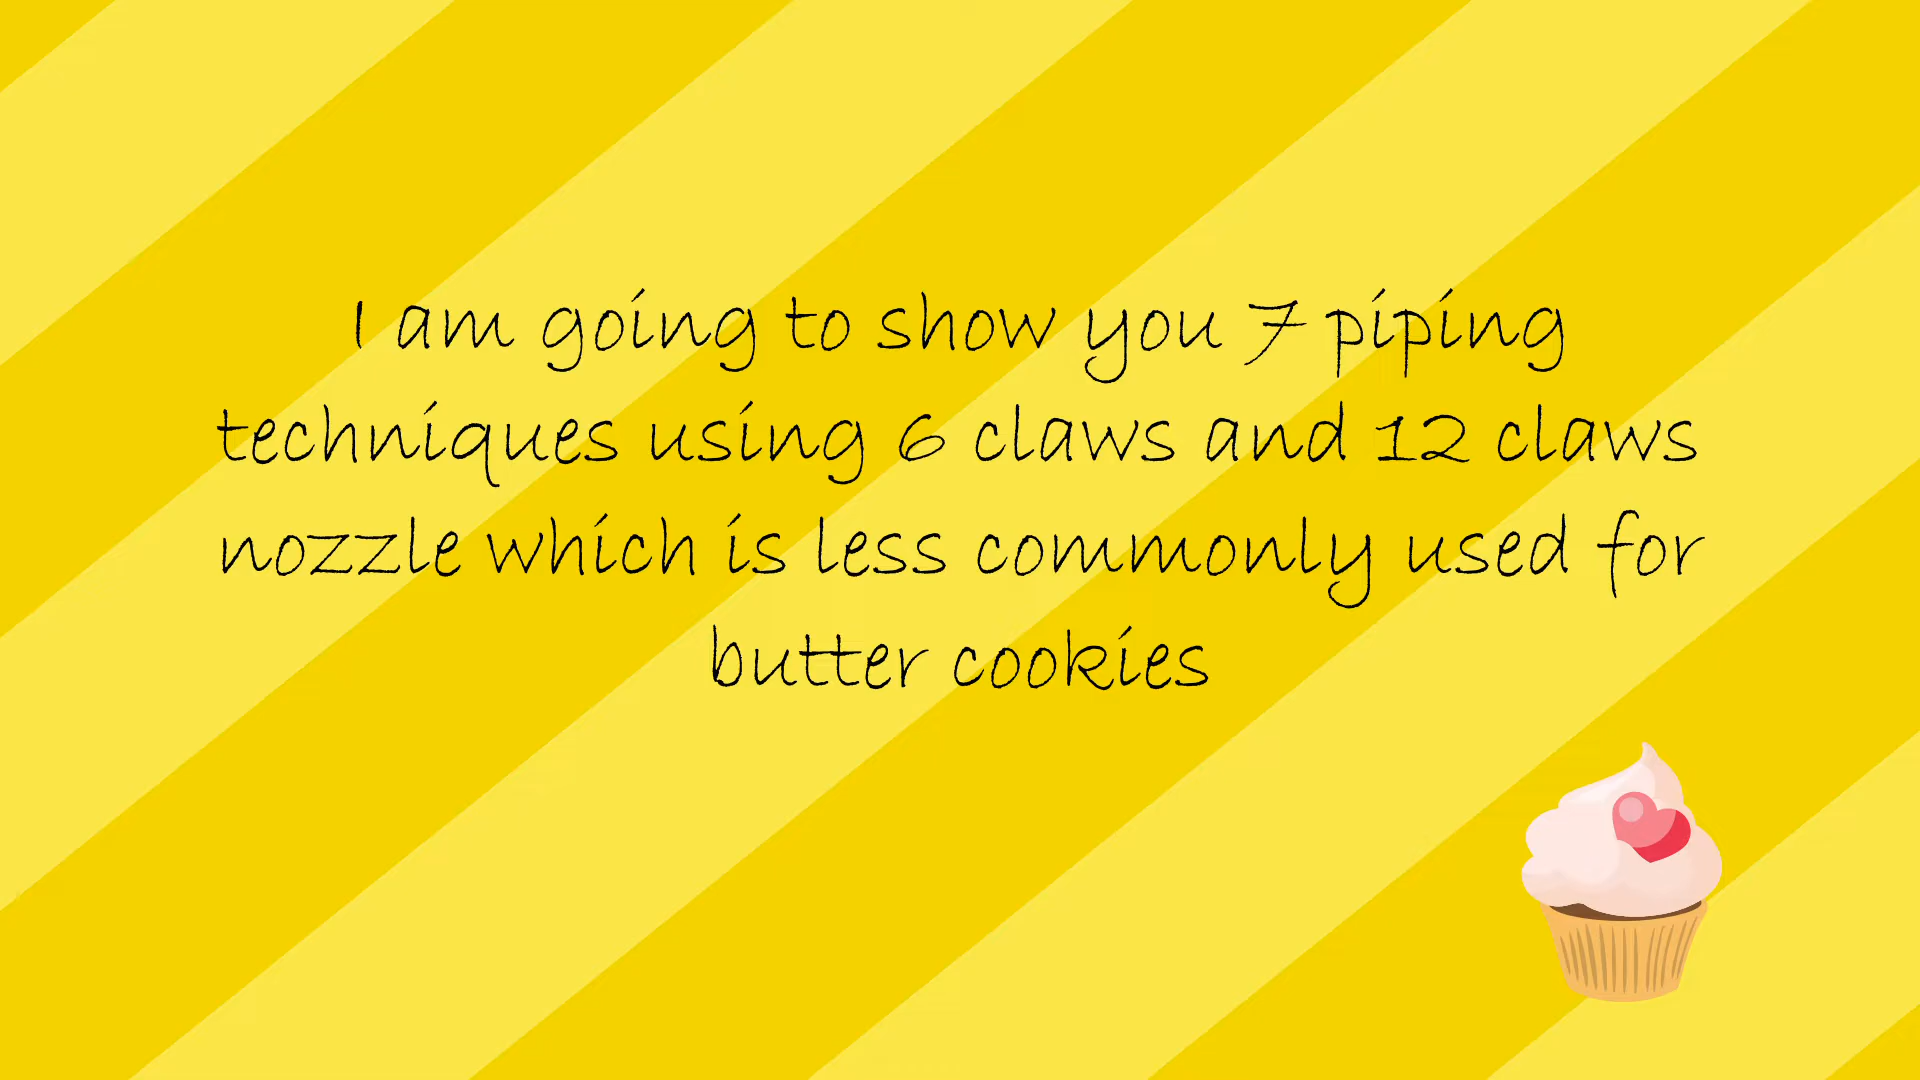 I am going to show you 7 piping
techniques using 6 claws and 12 claws
nozzle which is less commonly used for
butter cookies